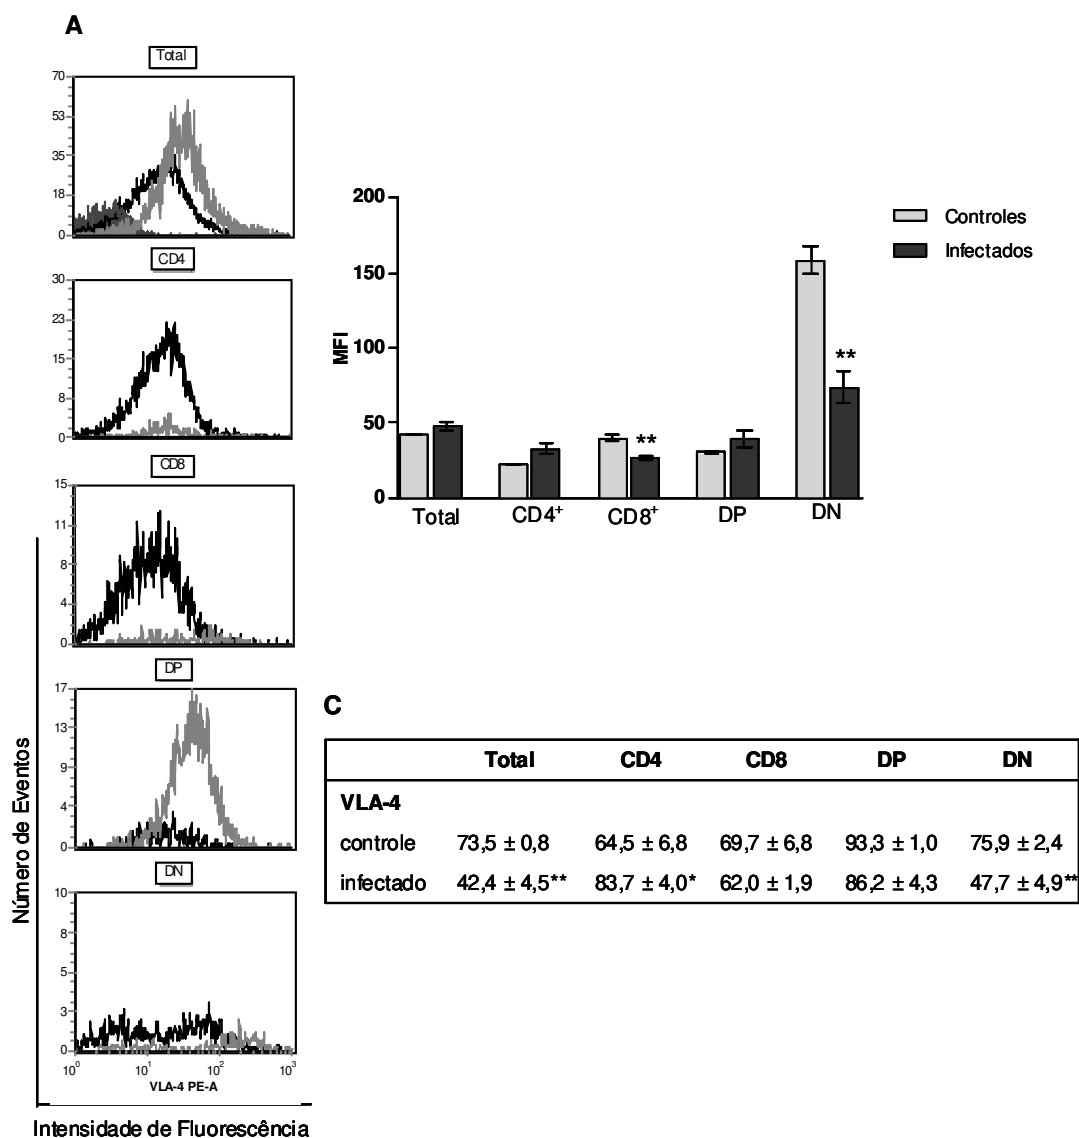 A
Total
70
53
35
18
0
CD4
30
23
15
8
0
CD8
15
11
8
4
0
DP
17
13
9
4
0
DN
10
8
5
3
0
10⁰ 10¹ 10² 10³
VLA-4 PE-A
Número de Eventos
Intensidade de Fluorescência
200
150
100
50
0
MFI
** **
Total CD4⁺ CD8⁺ DP DN
Controles
Infectados
C
Total CD4 CD8 DP DN
VLA-4
controle 73,5 ± 0,8 64,5 ± 6,8 69,7 ± 6,8 93,3 ± 1,0 75,9 ± 2,4
infectado 42,4 ± 4,5** 83,7 ± 4,0* 62,0 ± 1,9 86,2 ± 4,3 47,7 ± 4,9**